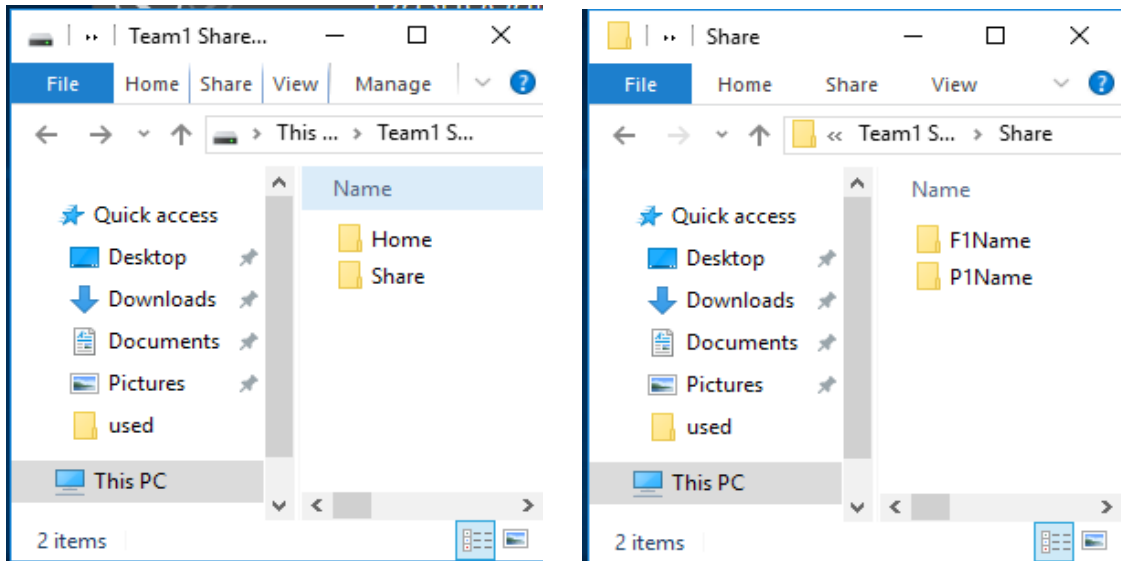 Team1 Share...
File Home Share View Manage
This ... Team1 S...
Name
Quick access
Home
Desktop
Share
Downloads
Documents
Pictures
used
This PC
2 items
Share
File Home Share View
« Team1 S... Share
Name
Quick access
F1Name
Desktop
P1Name
Downloads
Documents
Pictures
used
This PC
2 items